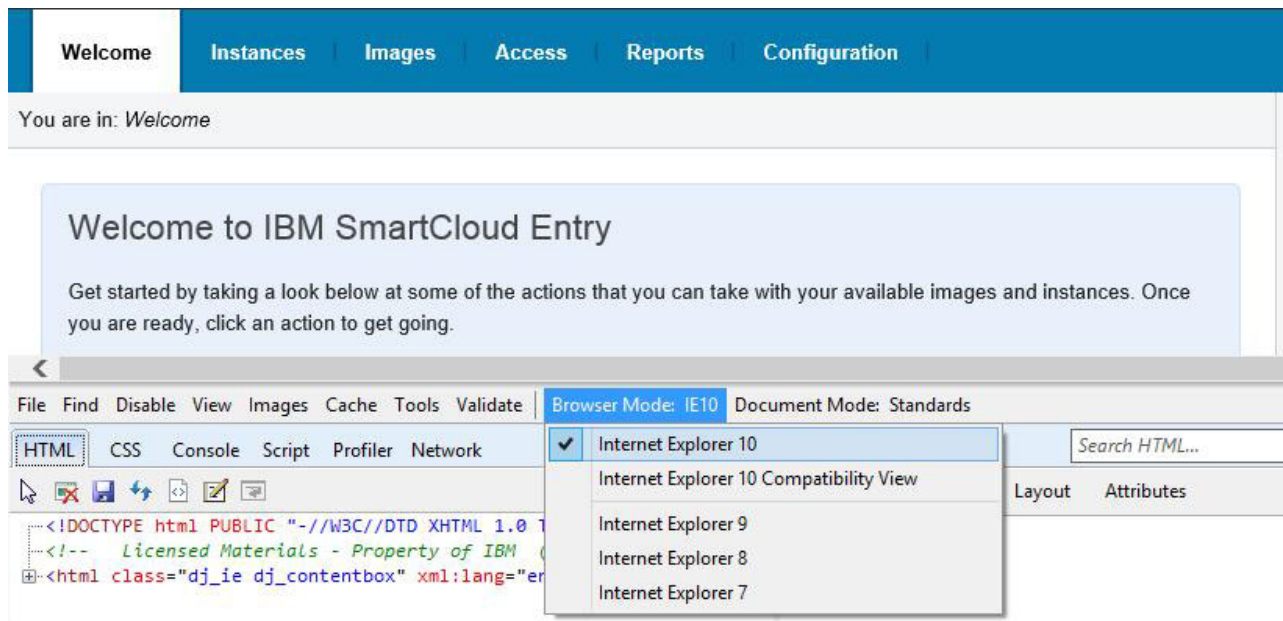 Welcome Instances Images Access Reports Configuration
You are in: Welcome
Welcome to IBM SmartCloud Entry
Get started by taking a look below at some of the actions that you can take with your available images and instances. Once
you are ready, click an action to get going.
File Find Disable View Images Cache Tools Validate Browser Mode: IE10 Document Mode: Standards
HTML CSS Console Script Profiler Network
Search HTML...
Internet Explorer 10
Internet Explorer 10 Compatibility View
Layout Attributes
<!DOCTYPE html PUBLIC "-//W3C//DTD XHTML 1.0
Internet Explorer 9
<!-- Licensed Materials - Property of IBM
Internet Explorer 8
<html class="dj_ie dj_contentbox" xml:lang="en
Internet Explorer 7